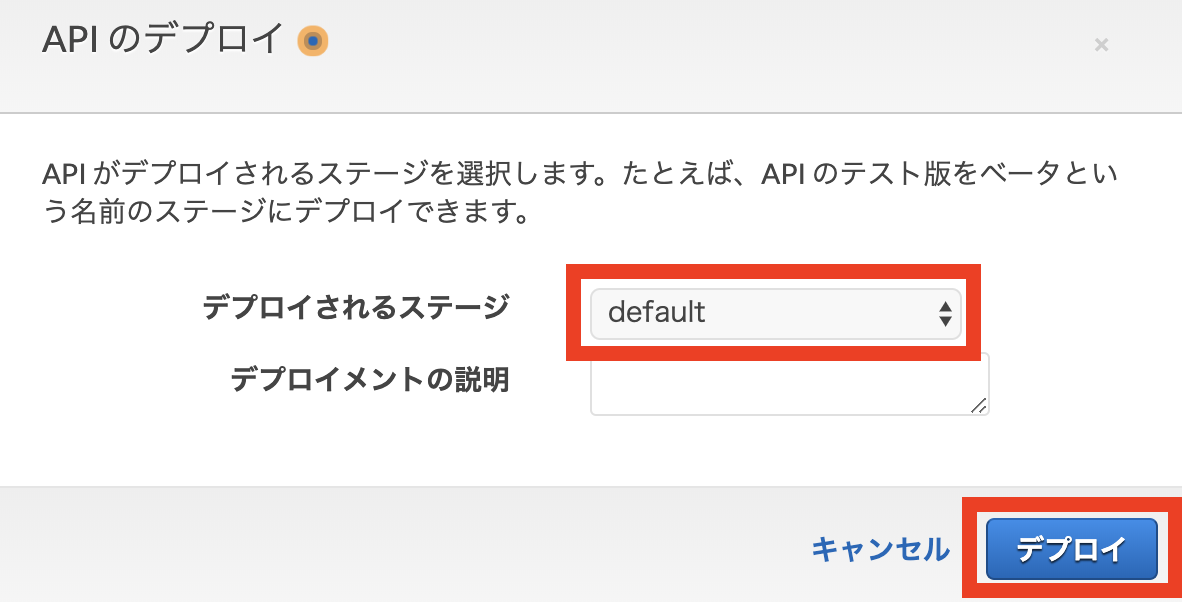 API のデプロイ
×
API がデプロイされるステージを選択します。たとえば、API のテスト版をベータとい
う名前のステージにデプロイできます。
デプロイされるステージ
default
デプロイメントの説明
キャンセル
デプロイ